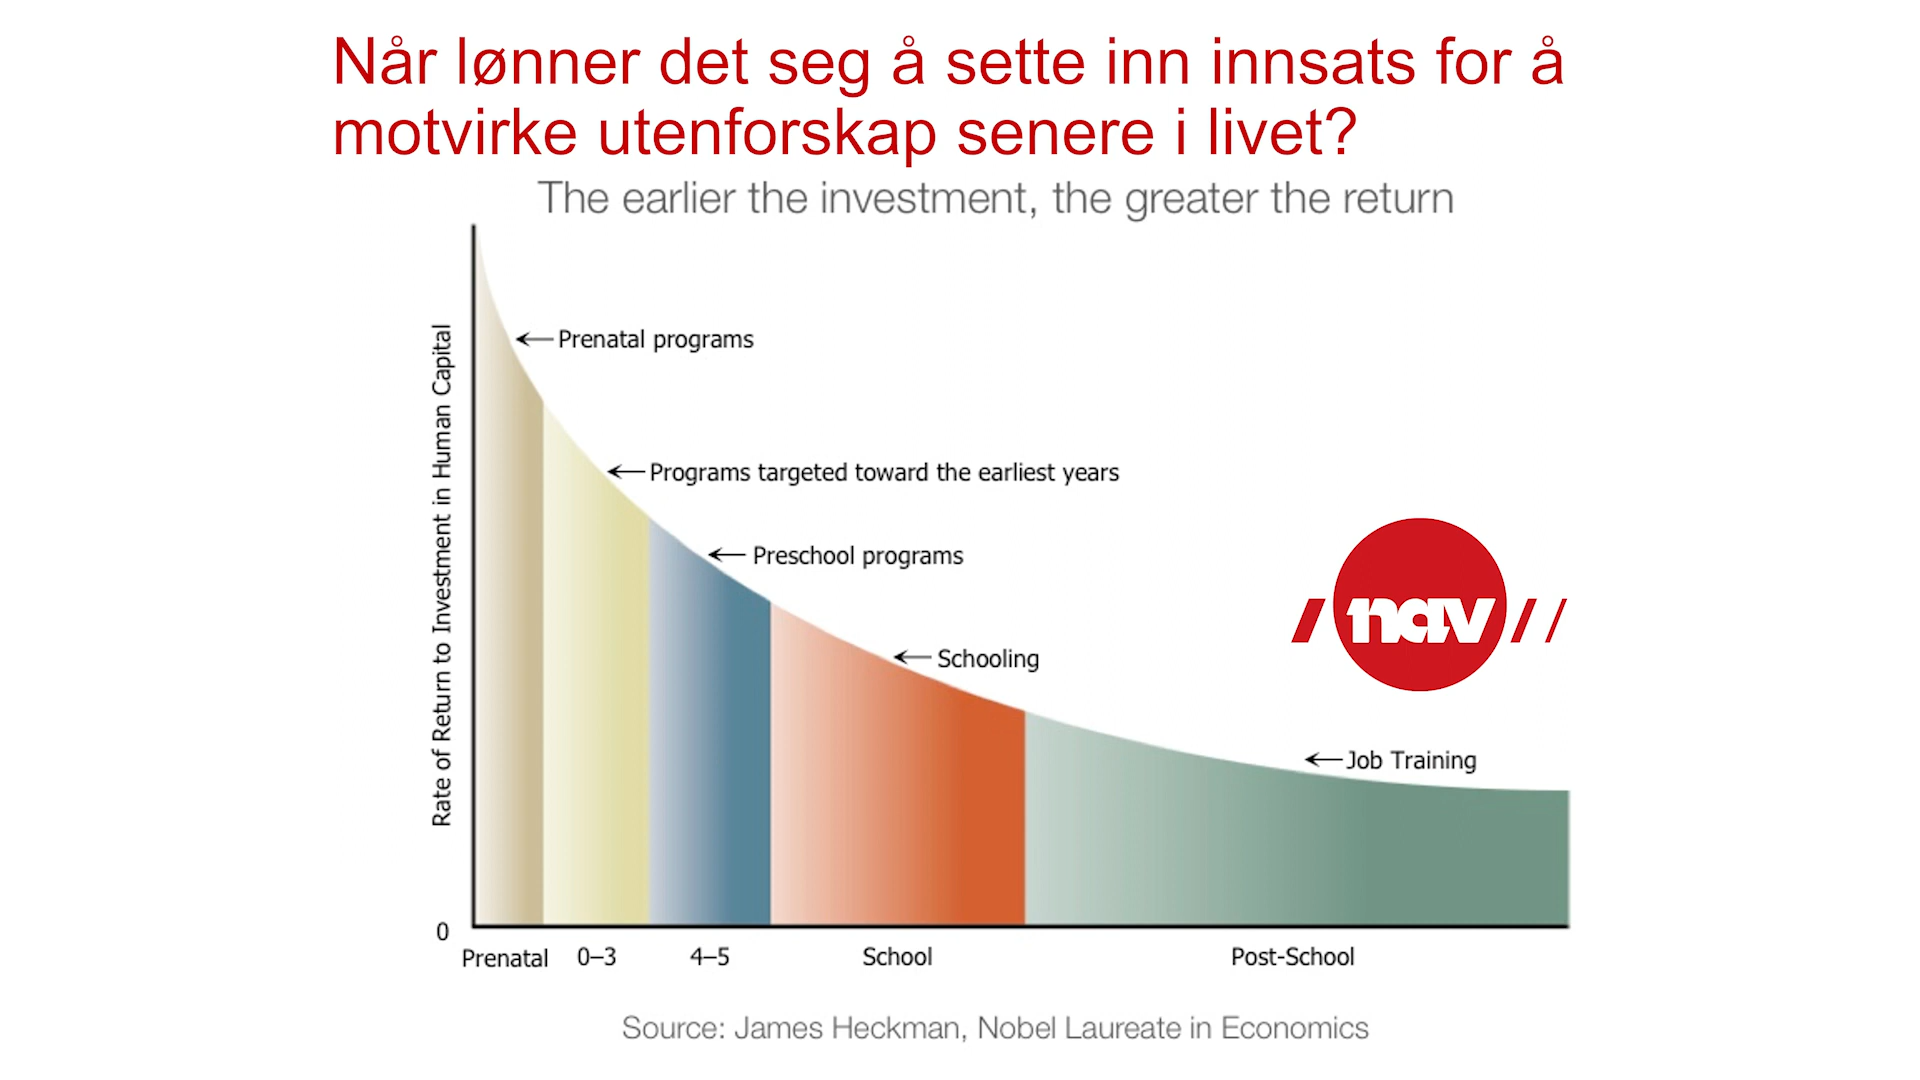 Når lønner det seg å sette inn innsats for å
motvirke utenforskap senere i livet?
The earlier the investment, the greater the return
Rate of Return to Investment in Human Capital
Prenatal programs
Programs targeted toward the earliest years
Preschool programs
Schooling
nav
Job Training
0
Prenatal 0–3 4–5 School Post-School
Source: James Heckman, Nobel Laureate in Economics